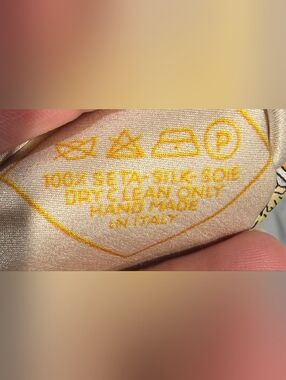 P
100% SETA-SILK-SOIE
DRY CLEAN ONLY
HAND MADE
IN ITALY